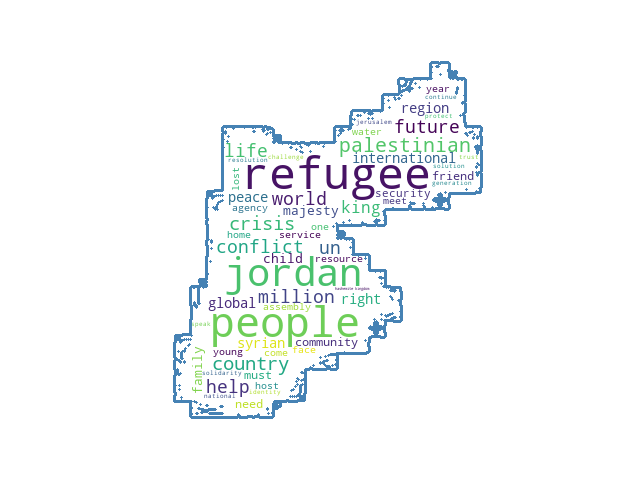 year
continue
region
protect
jerusalem
future
water
palestinian
life
international
trust
resolution
challenge
solution
refugee
friend
lost
generation
security
peace
world
meet
agency
majesty
king
crisis
one
home
service
conflict
un
child
resource
jordan
hashemite kingdom
million
global
right
assembly
people
speak
syrian
community
young
come
face
country
family
solidarity
must
help
host
national
identity
need